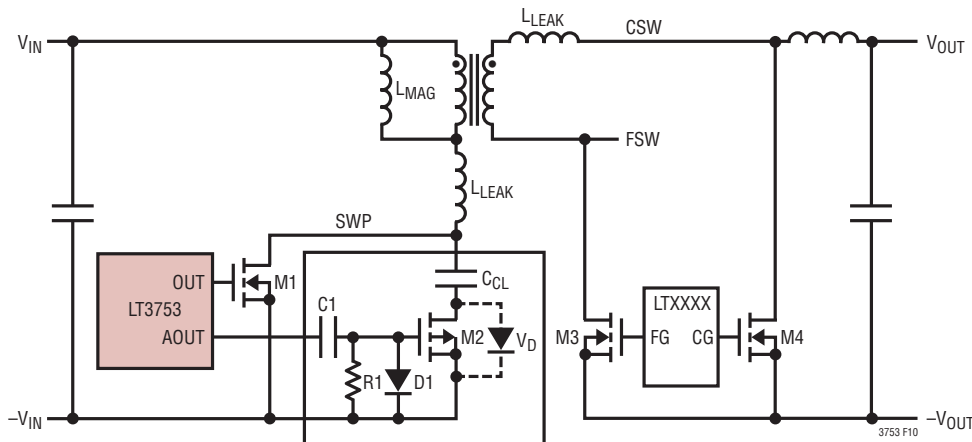 L_LEAK
CSW
V_IN
V_OUT
L_MAG
FSW
L_LEAK
SWP
OUT
M1
C_CL
LT3753
C1
LTXXXX
AOUT
M2
V_D
M3
FG
CG
M4
R1
D1
–V_IN
–V_OUT
3753 F10